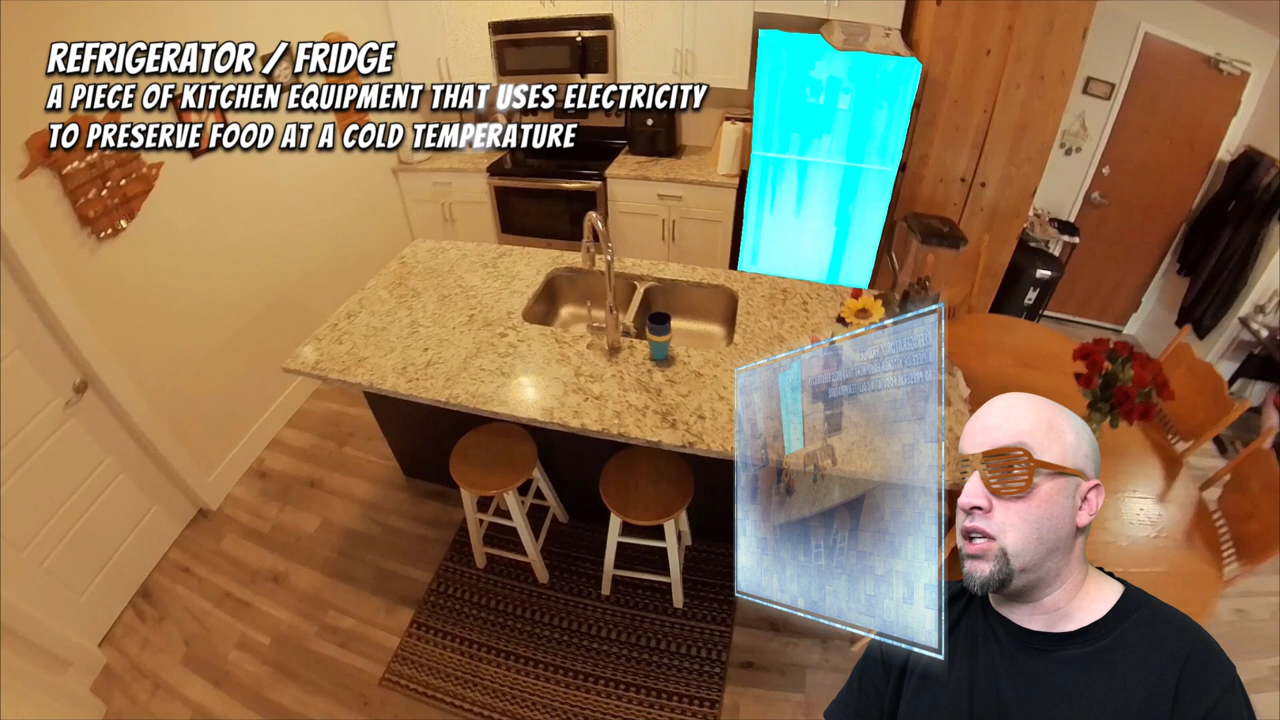 REFRIGERATOR / FRIDGE
A PIECE OF KITCHEN EQUIPMENT THAT USES ELECTRICITY
TO PRESERVE FOOD AT A COLD TEMPERATURE